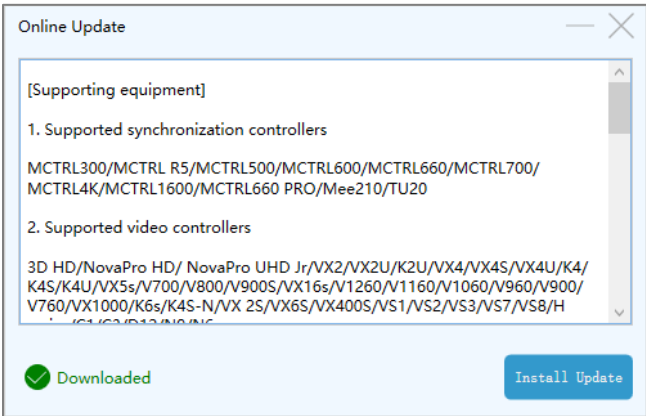 Online Update
[Supporting equipment]
1. Supported synchronization controllers
MCTRL300/MCTRL R5/MCTRL500/MCTRL600/MCTRL660/MCTRL700/
MCTRL4K/MCTRL1600/MCTRL660 PRO/Mee210/TU20
2. Supported video controllers
3D HD/NovaPro HD/ NovaPro UHD Jr/VX2/VX2U/K2U/VX4/VX4S/VX4U/K4/
K4S/K4U/VX5s/V700/V800/V900S/VX16s/V1260/V1160/V1060/V960/V900/
V760/VX1000/K6s/K4S-N/VX 2S/VX6S/VX400S/VS1/VS2/VS3/VS7/VS8/H
Downloaded
Install Update